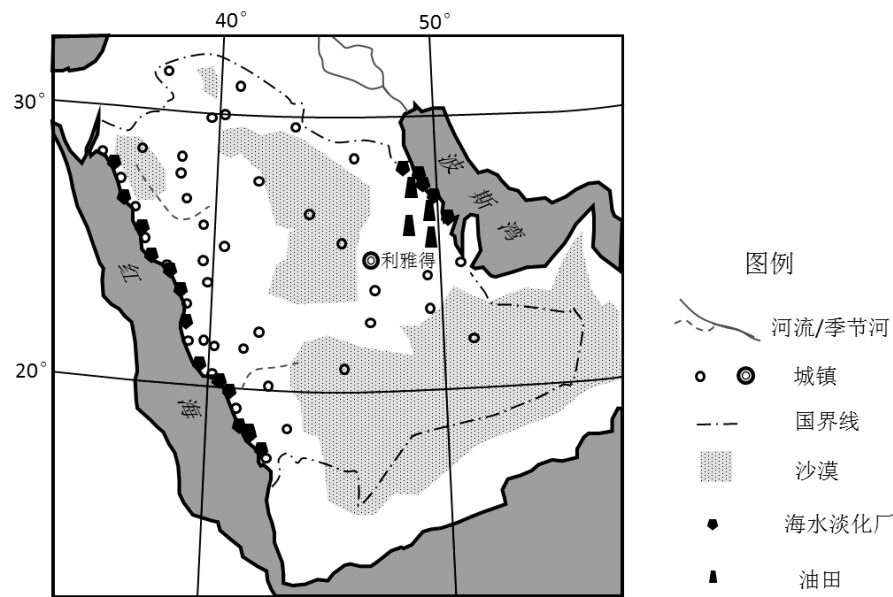 40°
50°
30°
20°
波斯湾
红海
利雅得
图例
河流/季节河
城镇
国界线
沙漠
海水淡化厂
油田